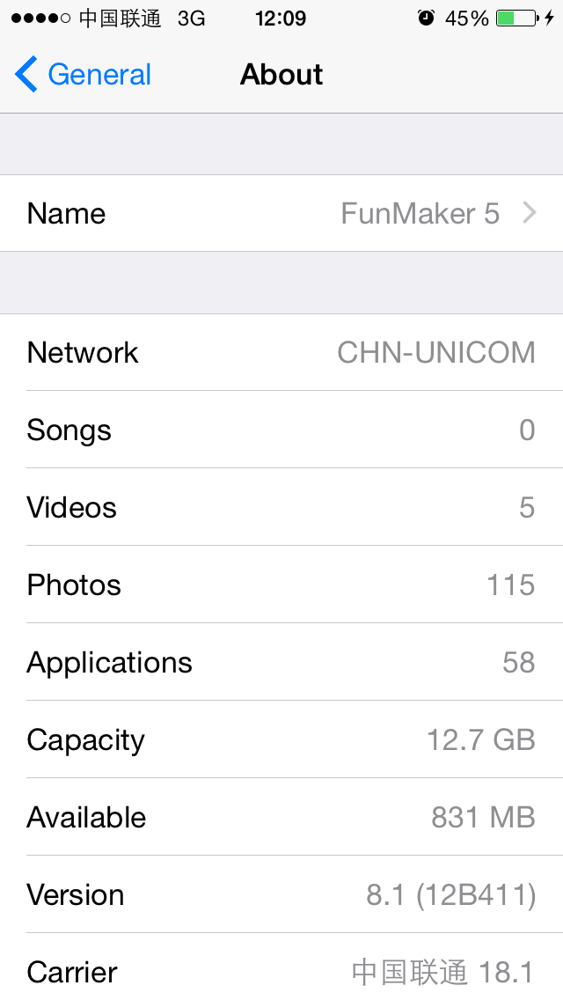 中国联通 3G 12:09 45%
General About
Name FunMaker 5
Network CHN-UNICOM
Songs 0
Videos 5
Photos 115
Applications 58
Capacity 12.7 GB
Available 831 MB
Version 8.1 (12B411)
Carrier 中国联通 18.1